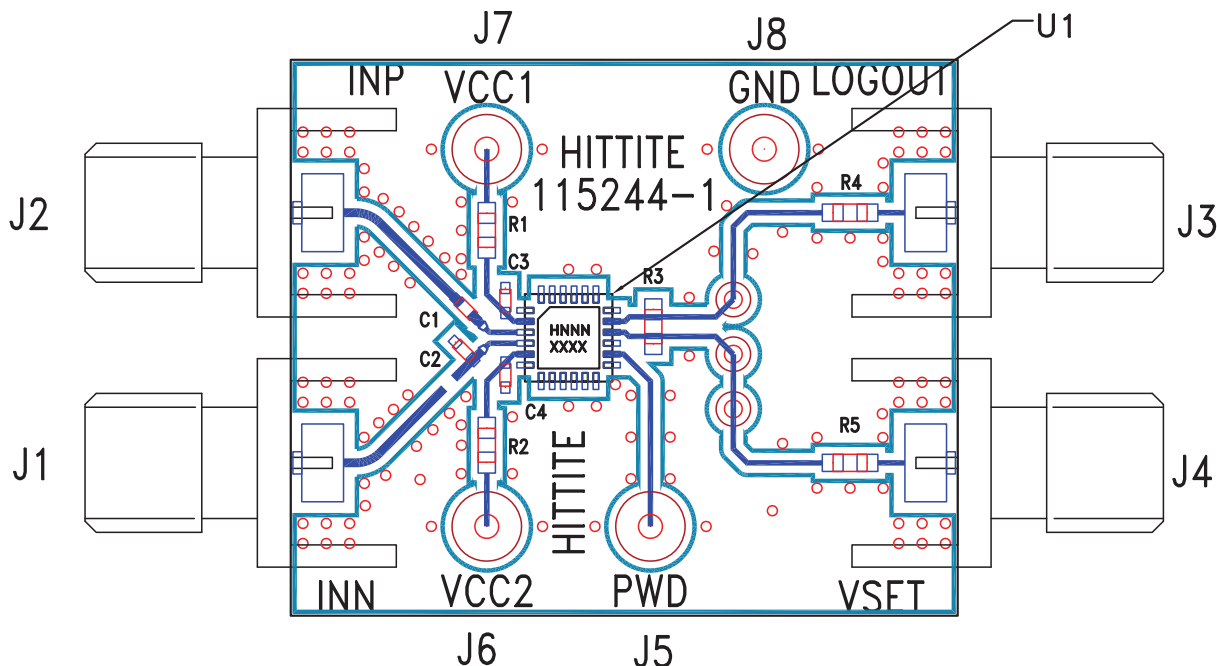 J7
J8
U1
INP
VCC1
GND
LOGOUT
HITTITE
115244-1
J2
R1
R4
J3
C3
R3
C1
HNNN
XXXX
C2
C4
J1
R2
HITTITE
R5
J4
INN
VCC2
PWD
VSET
J6
J5